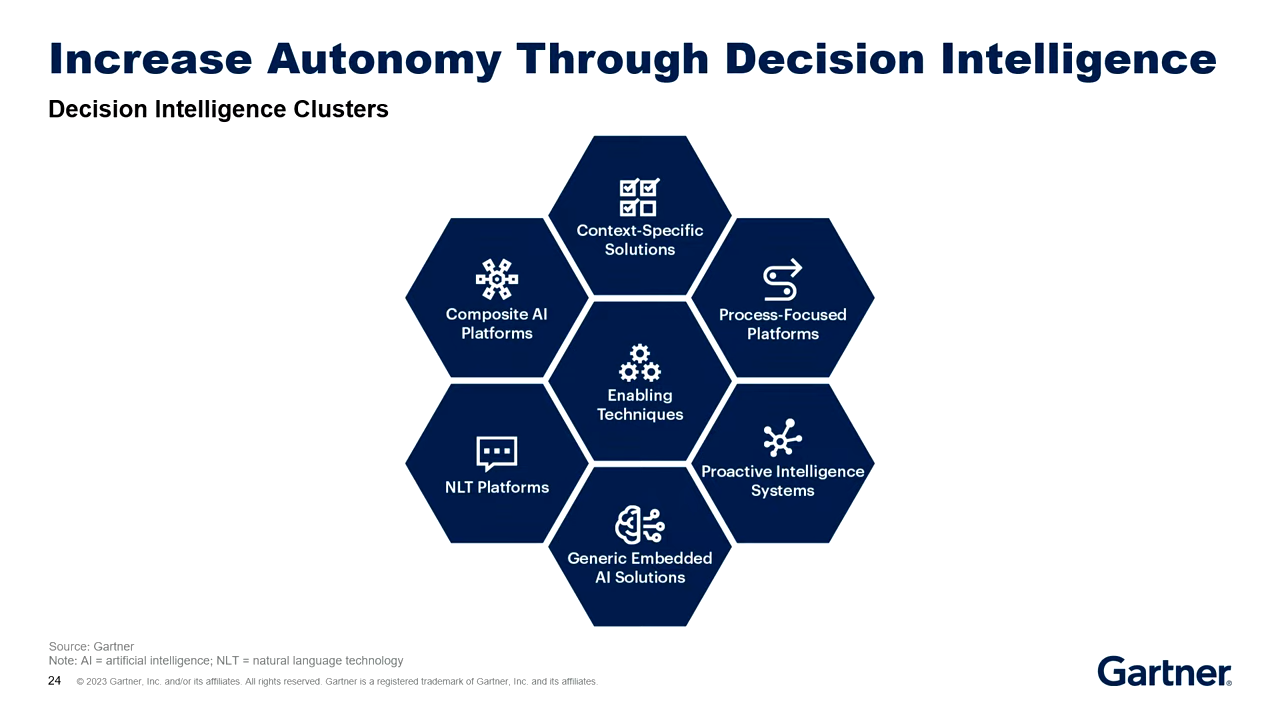 Increase Autonomy Through Decision Intelligence
Decision Intelligence Clusters
Context-Specific
Solutions
Composite AI
Platforms
Process-Focused
Platforms
Enabling
Techniques
NLT Platforms
Proactive Intelligence
Systems
Generic Embedded
AI Solutions
Source: Gartner
Note: AI = artificial intelligence; NLT = natural language technology
24 © 2023 Gartner, Inc. and/or its affiliates. All rights reserved. Gartner is a registered trademark of Gartner, Inc. and its affiliates.
Gartner®